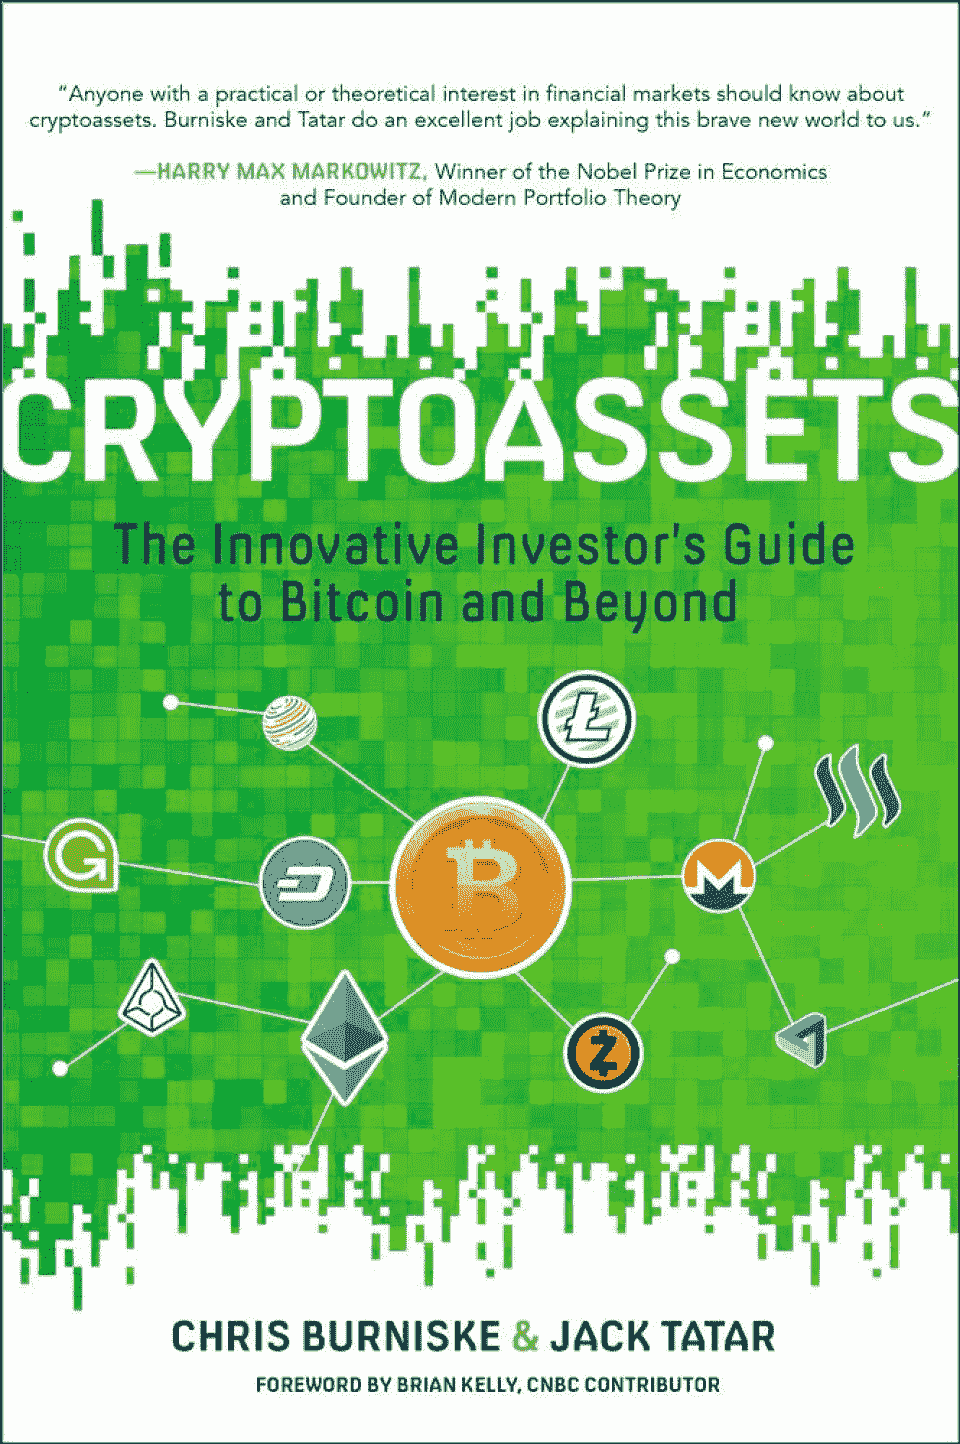 “Anyone with a practical or theoretical interest in financial markets should know about
cryptoassets. Burniske and Tatar do an excellent job explaining this brave new world to us.”
—HARRY MAX MARKOWITZ, Winner of the Nobel Prize in Economics
and Founder of Modern Portfolio Theory
CRYPTOASSETS
The Innovative Investor’s Guide
to Bitcoin and Beyond
CHRIS BURNISKE & JACK TATAR
FOREWORD BY BRIAN KELLY, CNBC CONTRIBUTOR